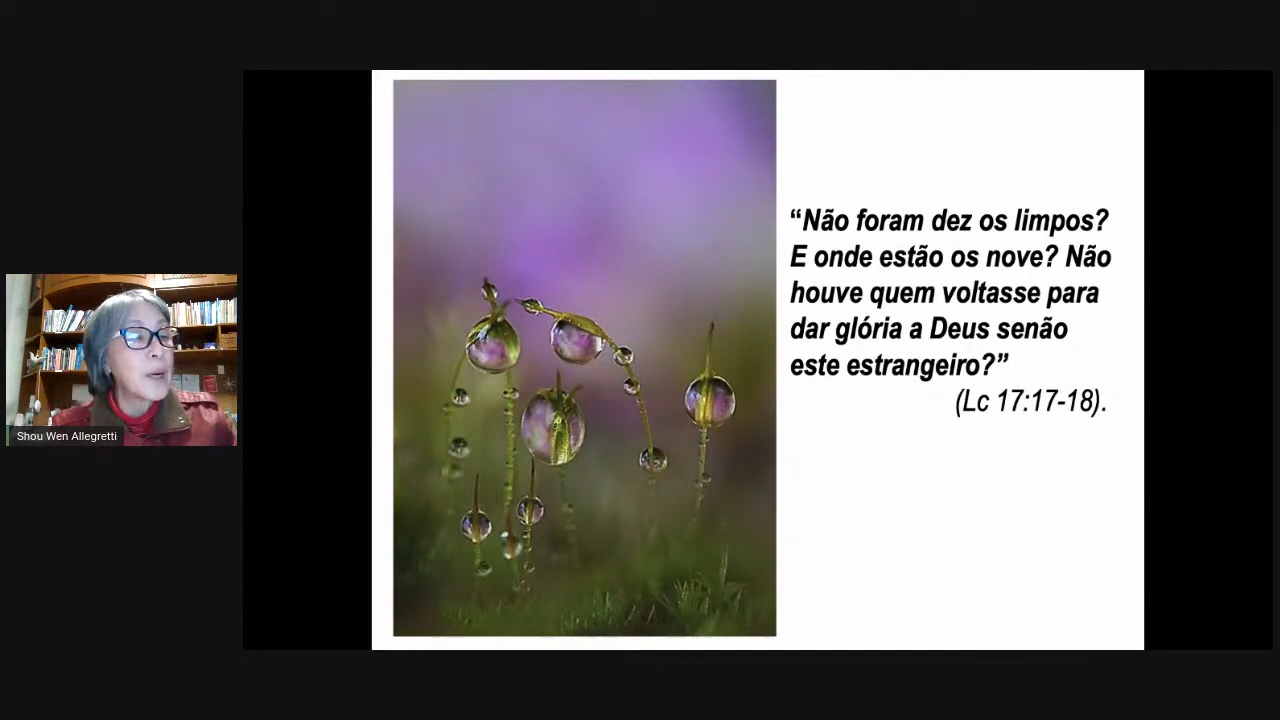 “Não foram dez os limpos?
E onde estão os nove? Não
houve quem voltasse para
dar glória a Deus senão
este estrangeiro?”
(Lc 17:17-18).
Shou Wen Allegretti